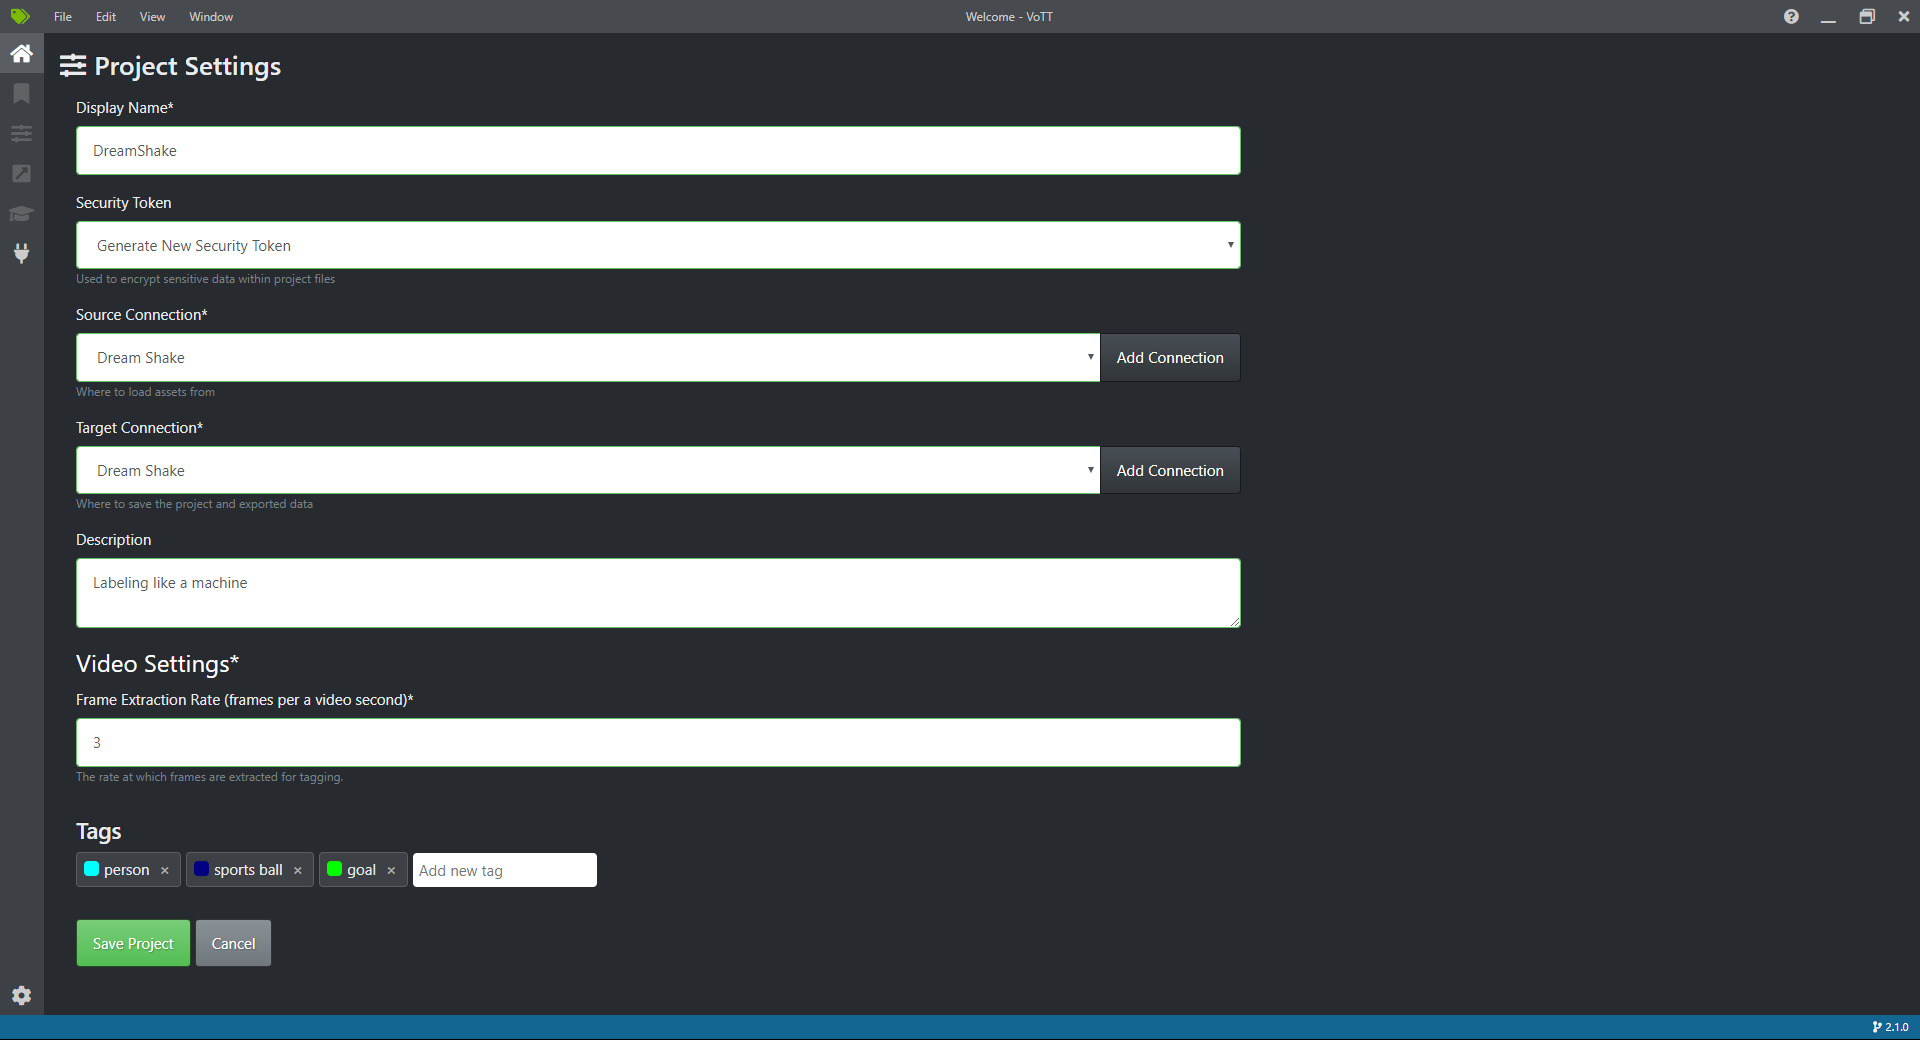 File Edit View Window Welcome - VoTT
Project Settings
Display Name*
DreamShake
Security Token
Generate New Security Token
Used to encrypt sensitive data within project files
Source Connection*
Dream Shake Add Connection
Where to load assets from
Target Connection*
Dream Shake Add Connection
Where to save the project and exported data
Description
Labeling like a machine
Video Settings*
Frame Extraction Rate (frames per a video second)*
3
The rate at which frames are extracted for tagging.
Tags
person × sports ball × goal × Add new tag
Save Project Cancel
2.1.0